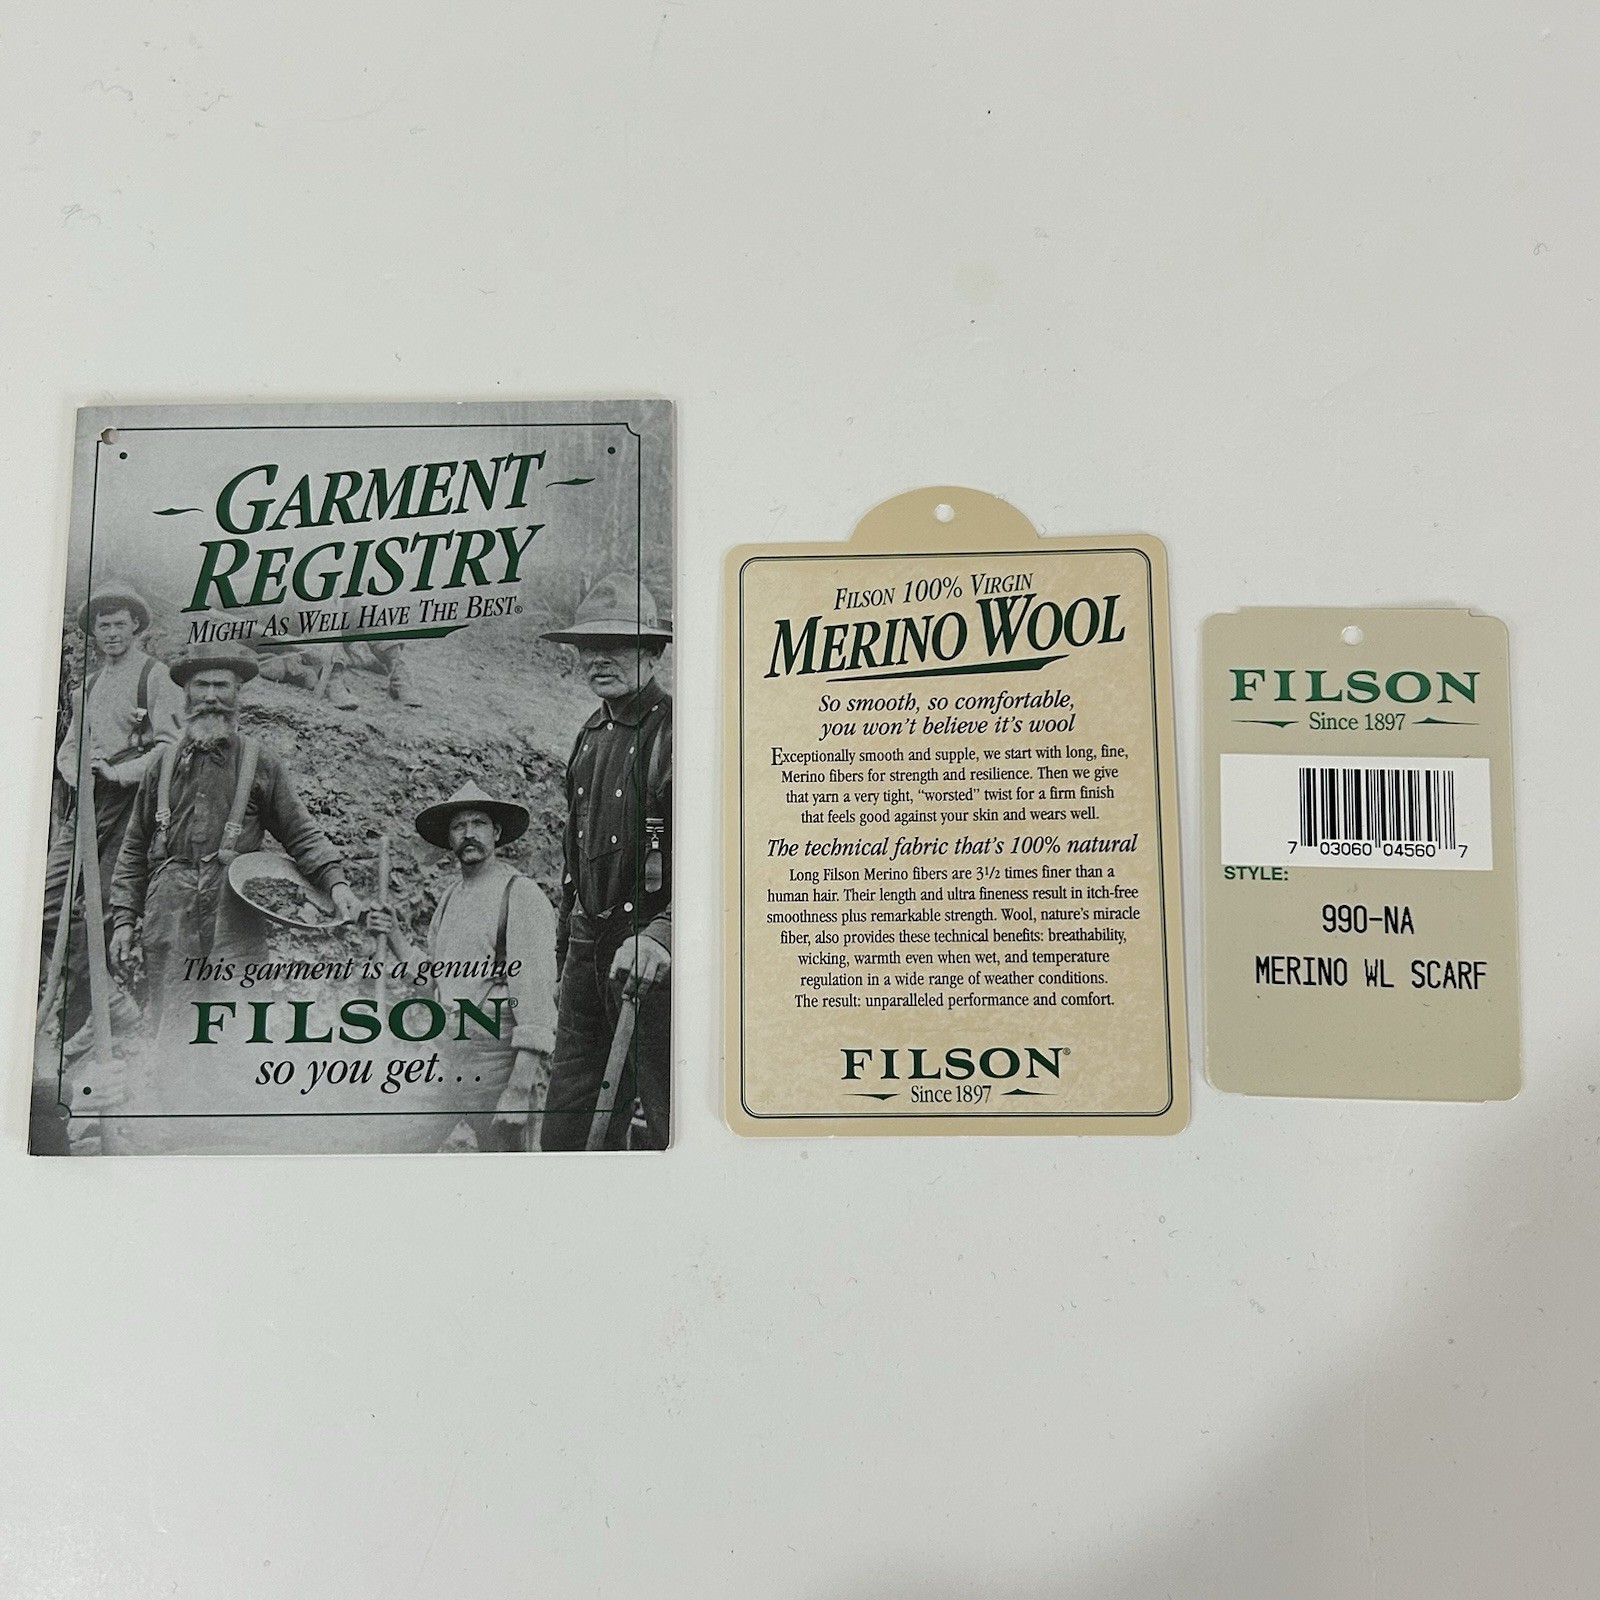 GARMENT
REGISTRY
MIGHT AS WELL HAVE THE BEST®
This garment is a genuine
FILSON®
so you get...
FILSON 100% VIRGIN
MERINO WOOL
So smooth, so comfortable,
you won't believe it's wool
Exceptionally smooth and supple, we start with long, fine,
Merino fibers for strength and resilience. Then we give
that yarn a very tight, "worsted" twist for a firm finish
that feels good against your skin and wears well.
The technical fabric that's 100% natural
Long Filson Merino fibers are 3 1/2 times finer than a
human hair. Their length and ultra fineness result in itch-free
smoothness plus remarkable strength. Wool, nature's miracle
fiber, also provides these technical benefits: breathability,
wicking, warmth even when wet, and temperature
regulation in a wide range of weather conditions.
The result: unparalleled performance and comfort.
FILSON®
Since 1897
FILSON
Since 1897
7 03060 04560 7
STYLE:
990-NA
MERINO WL SCARF